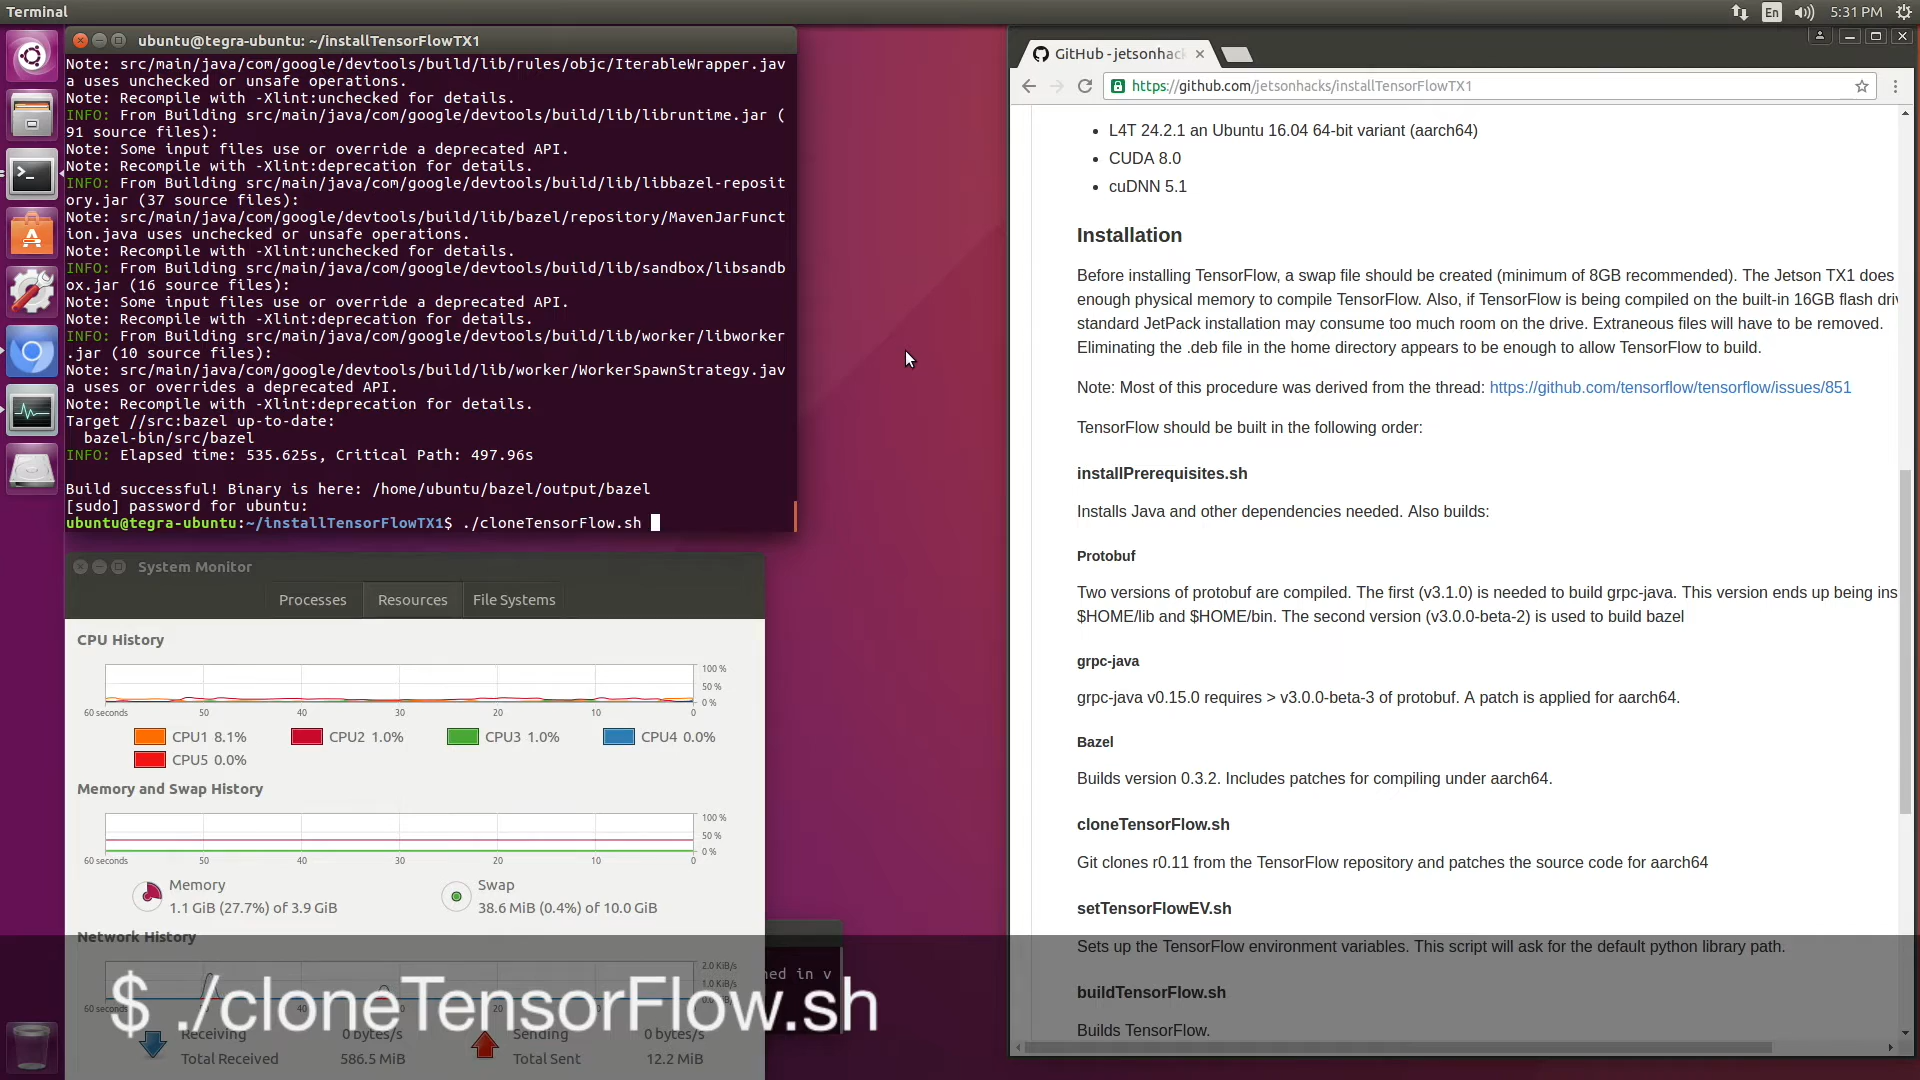 Terminal
En
5:31 PM
ubuntu@tegra-ubuntu: ~/installTensorFlowTX1
Note: src/main/java/com/google/devtools/build/lib/rules/objc/IterableWrapper.jav
a uses unchecked or unsafe operations.
Note: Recompile with -Xlint:unchecked for details.
INFO: From Building src/main/java/com/google/devtools/build/lib/libruntime.jar (
91 source files):
Note: Some input files use or override a deprecated API.
Note: Recompile with -Xlint:deprecation for details.
INFO: From Building src/main/java/com/google/devtools/build/lib/libbazel-reposit
ory.jar (37 source files):
Note: src/main/java/com/google/devtools/build/lib/bazel/repository/MavenJarFunct
ion.java uses unchecked or unsafe operations.
Note: Recompile with -Xlint:unchecked for details.
INFO: From Building src/main/java/com/google/devtools/build/lib/sandbox/libsandb
ox.jar (16 source files):
Note: Some input files use or override a deprecated API.
Note: Recompile with -Xlint:deprecation for details.
INFO: From Building src/main/java/com/google/devtools/build/lib/worker/libworker
.jar (10 source files):
Note: src/main/java/com/google/devtools/build/lib/worker/WorkerSpawnStrategy.jav
a uses or overrides a deprecated API.
Note: Recompile with -Xlint:deprecation for details.
Target //src:bazel up-to-date:
bazel-bin/src/bazel
INFO: Elapsed time: 535.625s, Critical Path: 497.96s
Build successful! Binary is here: /home/ubuntu/bazel/output/bazel
[sudo] password for ubuntu:
ubuntu@tegra-ubuntu:~/installTensorFlowTX1$ ./cloneTensorFlow.sh
System Monitor
Processes Resources File Systems
CPU History
100 %
50 %
0 %
60 seconds 50 40 30 20 10 0
CPU1 8.1% CPU2 1.0% CPU3 1.0% CPU4 0.0%
CPU5 0.0%
Memory and Swap History
100 %
50 %
0 %
60 seconds 50 40 30 20 10 0
Memory
1.1 GiB (27.7%) of 3.9 GiB
Swap
38.6 MiB (0.4%) of 10.0 GiB
Network History
2.0 KiB/s
1.0 KiB/s
Receiving 0 bytes/s Sending 0 bytes/s
Total Received 586.5 MiB Total Sent 12.2 MiB
ned in v
$ ./cloneTensorFlow.sh
GitHub - jetsonhack
https://github.com/jetsonhacks/installTensorFlowTX1
• L4T 24.2.1 an Ubuntu 16.04 64-bit variant (aarch64)
• CUDA 8.0
• cuDNN 5.1
Installation
Before installing TensorFlow, a swap file should be created (minimum of 8GB recommended). The Jetson TX1 does
enough physical memory to compile TensorFlow. Also, if TensorFlow is being compiled on the built-in 16GB flash driv
standard JetPack installation may consume too much room on the drive. Extraneous files will have to be removed.
Eliminating the .deb file in the home directory appears to be enough to allow TensorFlow to build.
Note: Most of this procedure was derived from the thread: https://github.com/tensorflow/tensorflow/issues/851
TensorFlow should be built in the following order:
installPrerequisites.sh
Installs Java and other dependencies needed. Also builds:
Protobuf
Two versions of protobuf are compiled. The first (v3.1.0) is needed to build grpc-java. This version ends up being ins
$HOME/lib and $HOME/bin. The second version (v3.0.0-beta-2) is used to build bazel
grpc-java
grpc-java v0.15.0 requires > v3.0.0-beta-3 of protobuf. A patch is applied for aarch64.
Bazel
Builds version 0.3.2. Includes patches for compiling under aarch64.
cloneTensorFlow.sh
Git clones r0.11 from the TensorFlow repository and patches the source code for aarch64
setTensorFlowEV.sh
Sets up the TensorFlow environment variables. This script will ask for the default python library path.
buildTensorFlow.sh
Builds TensorFlow.